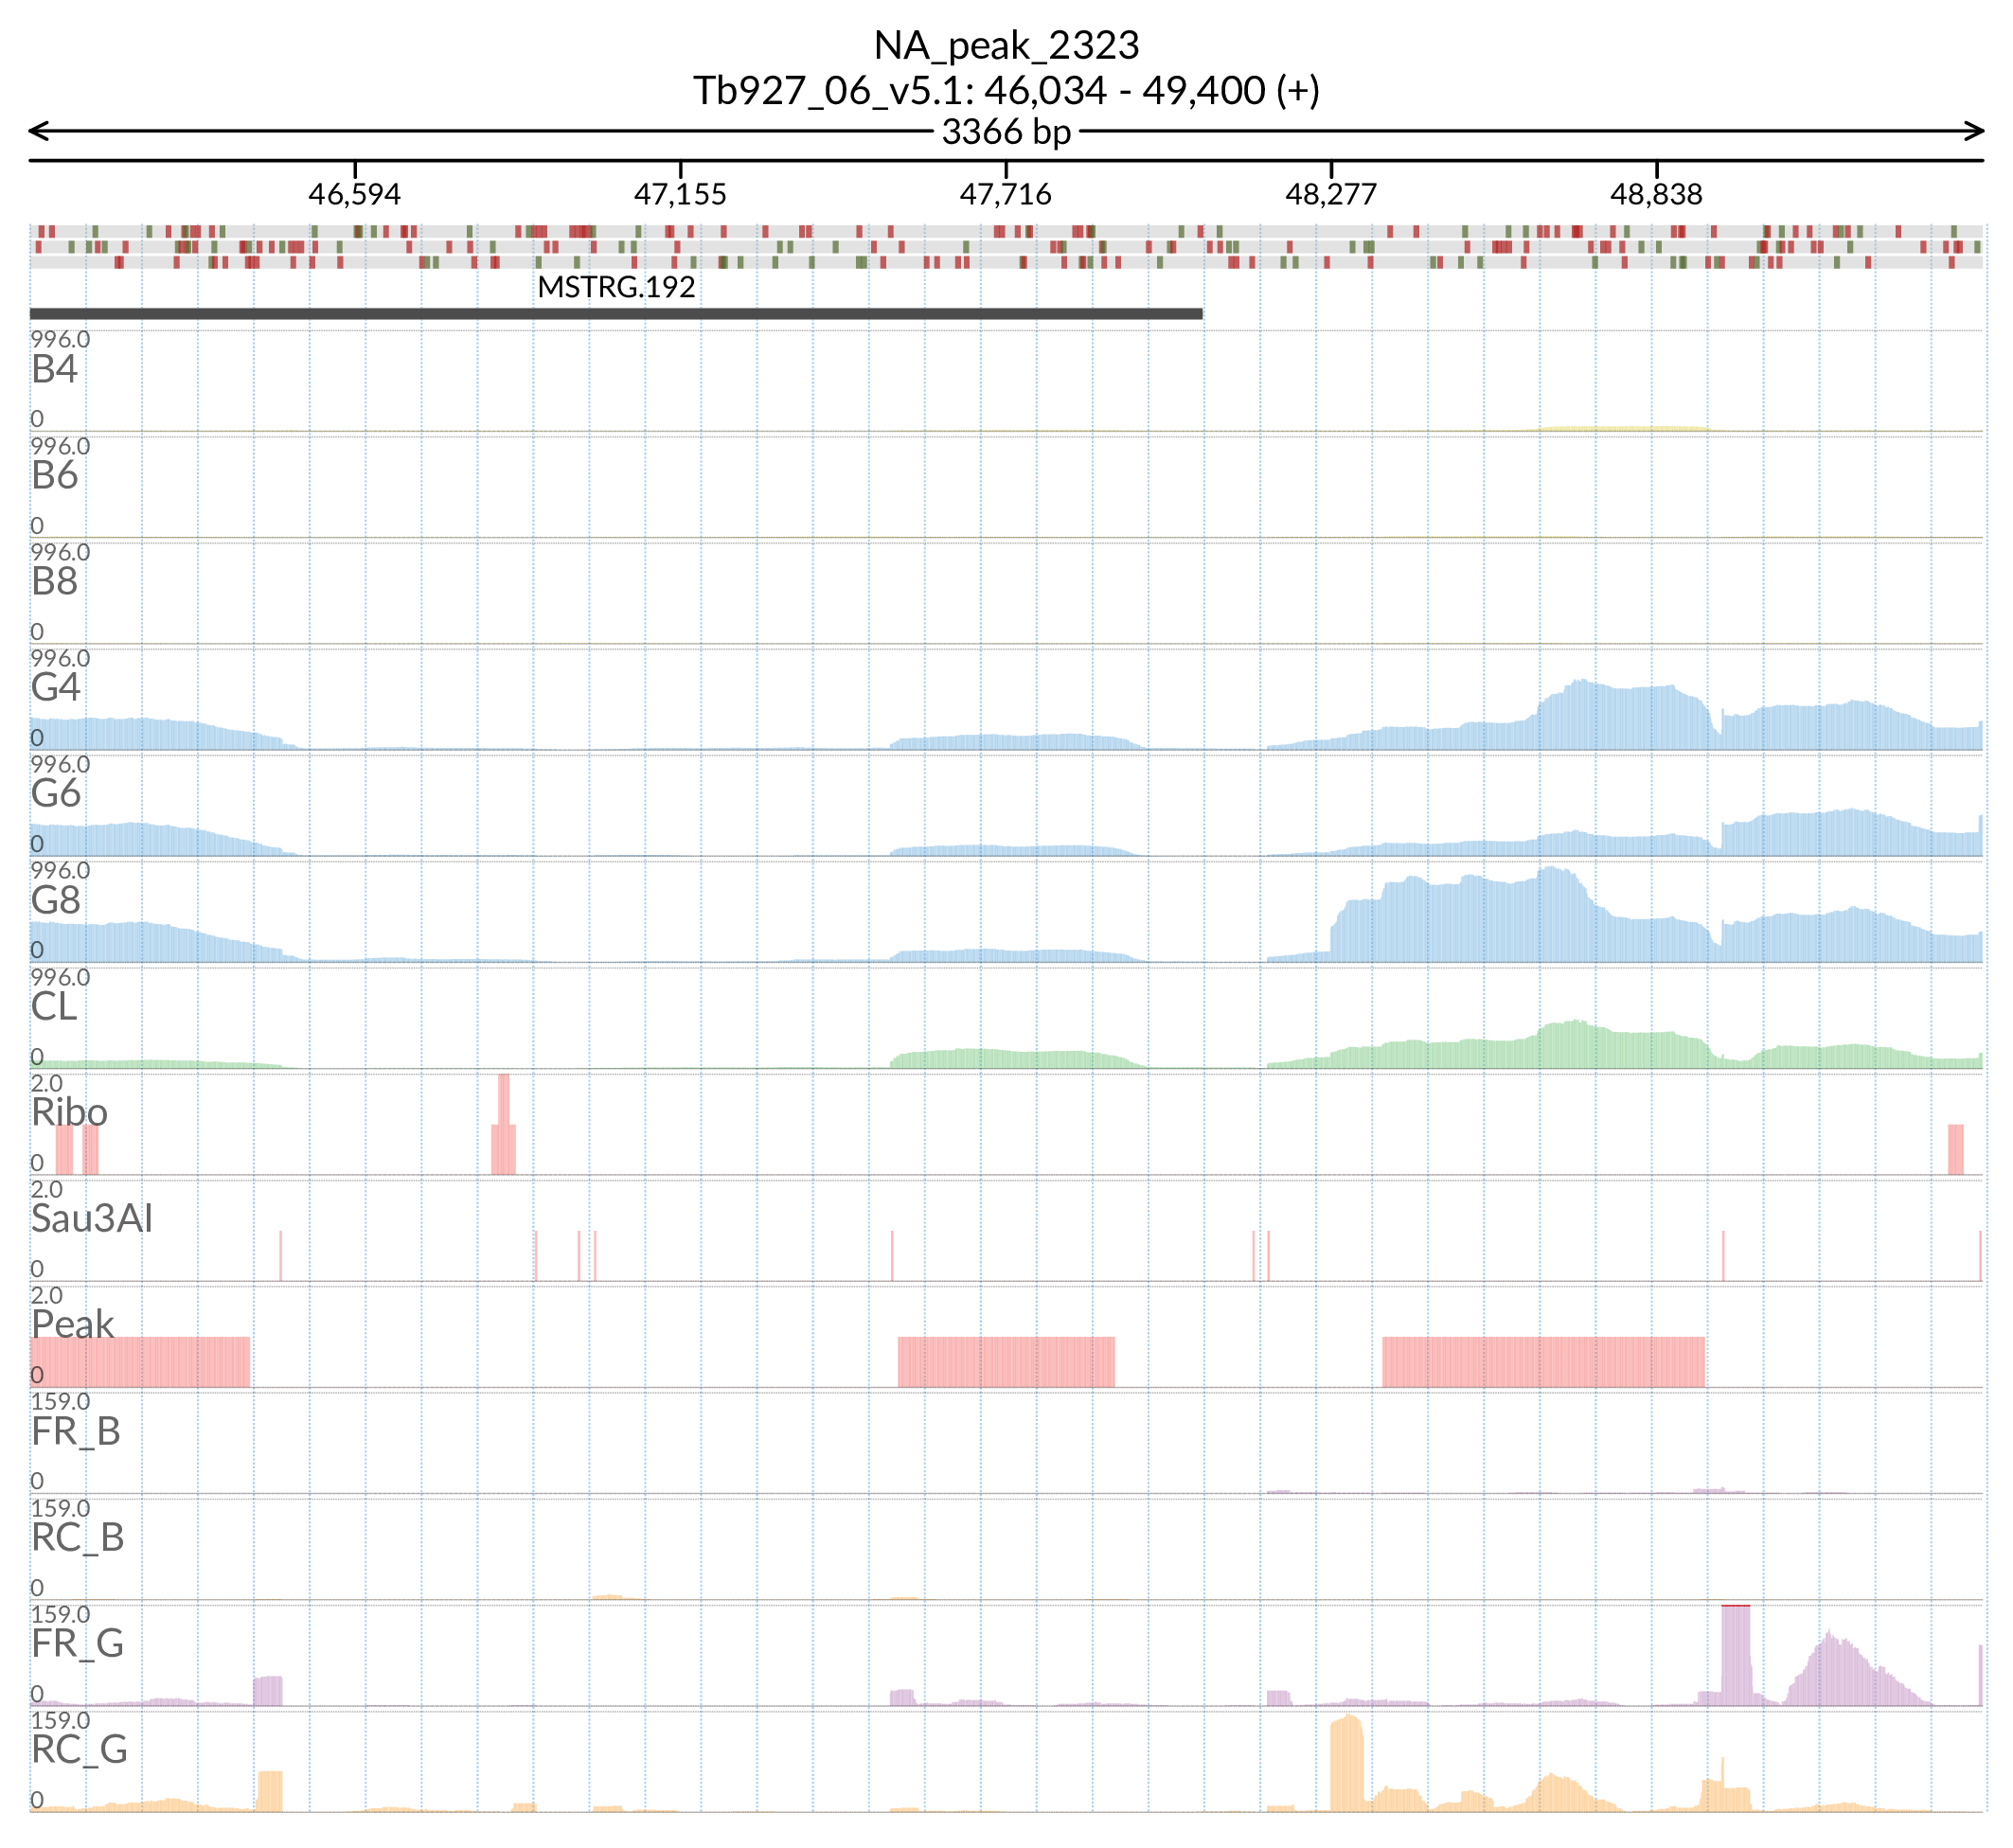 NA_peak_2323
Tb927_06_v5.1: 46,034 - 49,400 (+)
3366 bp
46,594 47,155 47,716 48,277 48,838
MSTRG.192
996.0
B4
0
996.0
B6
0
996.0
B8
0
996.0
G4
0
996.0
G6
0
996.0
G8
0
996.0
CL
0
2.0
Ribo
0
2.0
Sau3AI
0
2.0
Peak
0
159.0
FR_B
0
159.0
RC_B
0
159.0
FR_G
0
159.0
RC_G
0